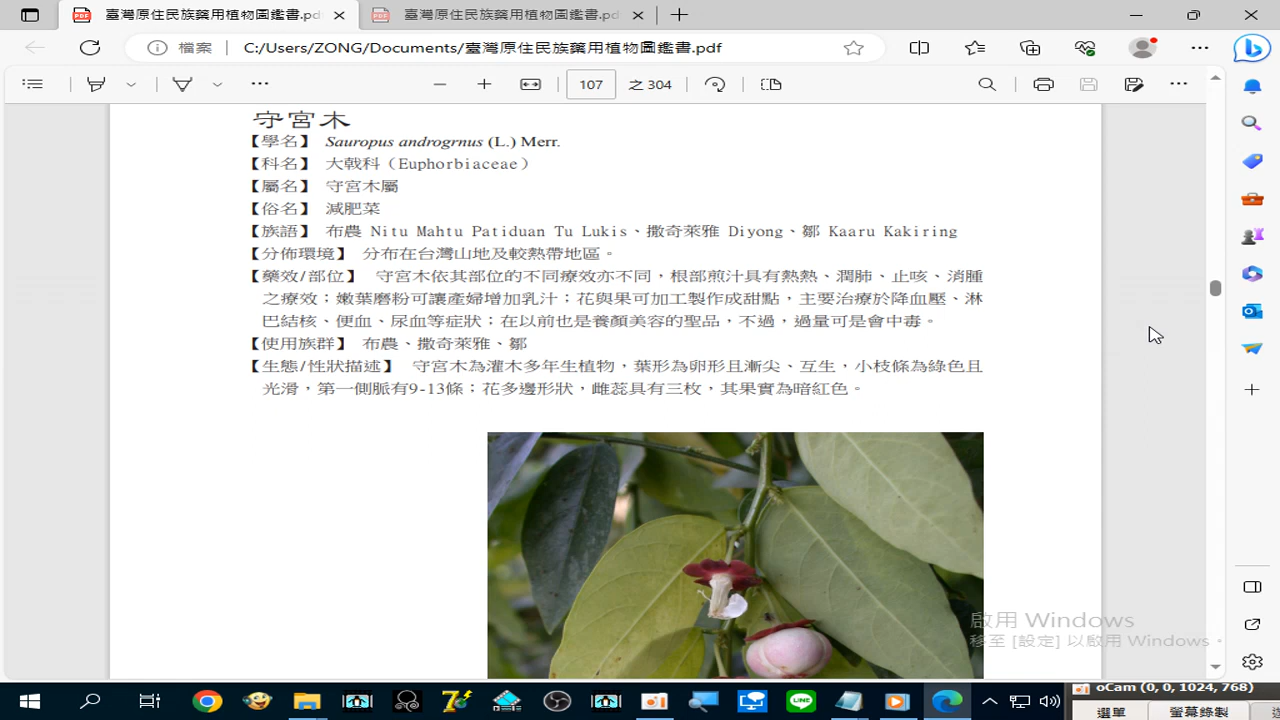 臺灣原住民族藥用植物圖鑑書.pdf
臺灣原住民族藥用植物圖鑑書.pdf
檔案
C:/Users/ZONG/Documents/臺灣原住民族藥用植物圖鑑書.pdf
107 之 304
守宮木
【學名】 Sauropus androgrnus (L.) Merr.
【科名】 大戟科（Euphorbiaceae）
【屬名】 守宮木屬
【俗名】 減肥菜
【族語】 布農 Nitu Mahtu Patiduan Tu Lukis、撒奇萊雅 Diyong、鄒 Kaaru Kakiring
【分佈環境】 分布在台灣山地及較熱帶地區。
【藥效/部位】 守宮木依其部位的不同療效亦不同，根部煎汁具有熱熱、潤肺、止咳、消腫
之療效；嫩葉磨粉可讓產婦增加乳汁；花與果可加工製作成甜點，主要治療於降血壓、淋
巴結核、便血、尿血等症狀；在以前也是養顏美容的聖品，不過，過量可是會中毒。
【使用族群】 布農、撒奇萊雅、鄒
【生態/性狀描述】 守宮木為灌木多年生植物，葉形為卵形且漸尖、互生，小枝條為綠色且
光滑，第一側脈有9-13條；花多邊形狀，雌蕊具有三枚，其果實為暗紅色。
啟用 Windows
移至 [設定] 以啟用 Windows。
oCam (0, 0, 1024, 768)
選單
螢幕錄製